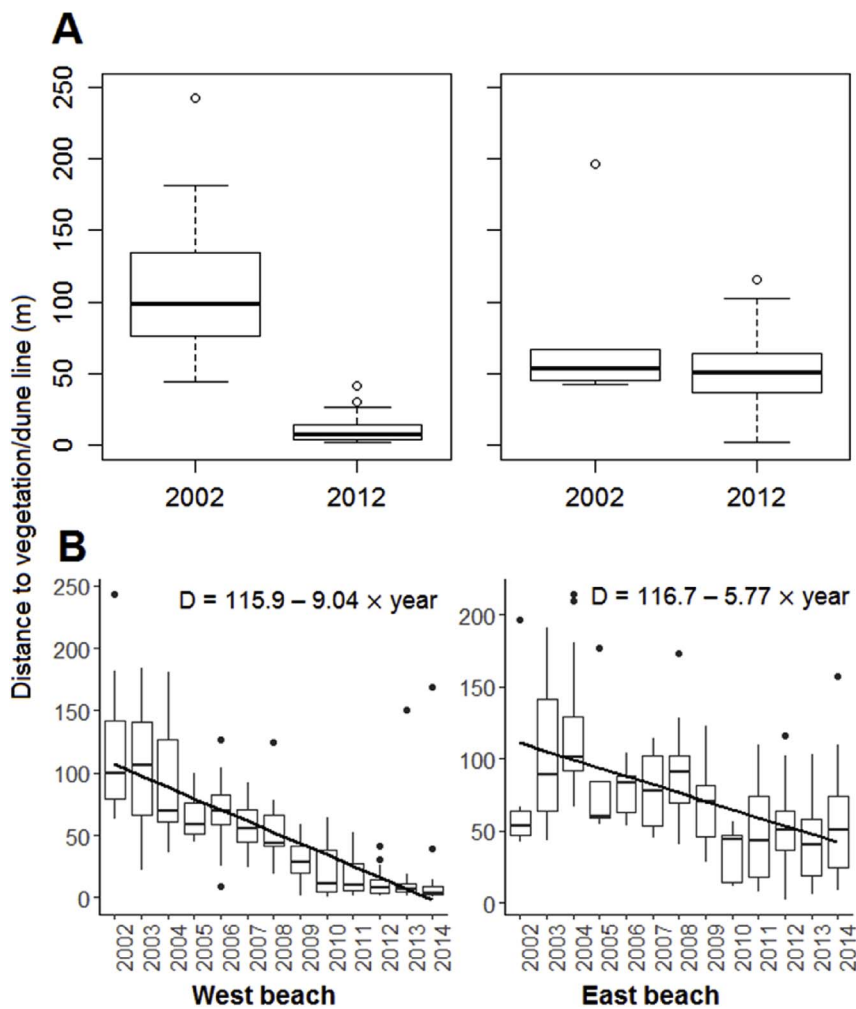 A
Distance to vegetation/dune line (m)
250
200
150
100
50
0
2002 2012
2002 2012
B
D = 115.9 – 9.04 × year
250
200
150
100
50
0
2002 2003 2004 2005 2006 2007 2008 2009 2010 2011 2012 2013 2014
West beach
D = 116.7 – 5.77 × year
200
150
100
50
0
2002 2003 2004 2005 2006 2007 2008 2009 2010 2011 2012 2013 2014
East beach